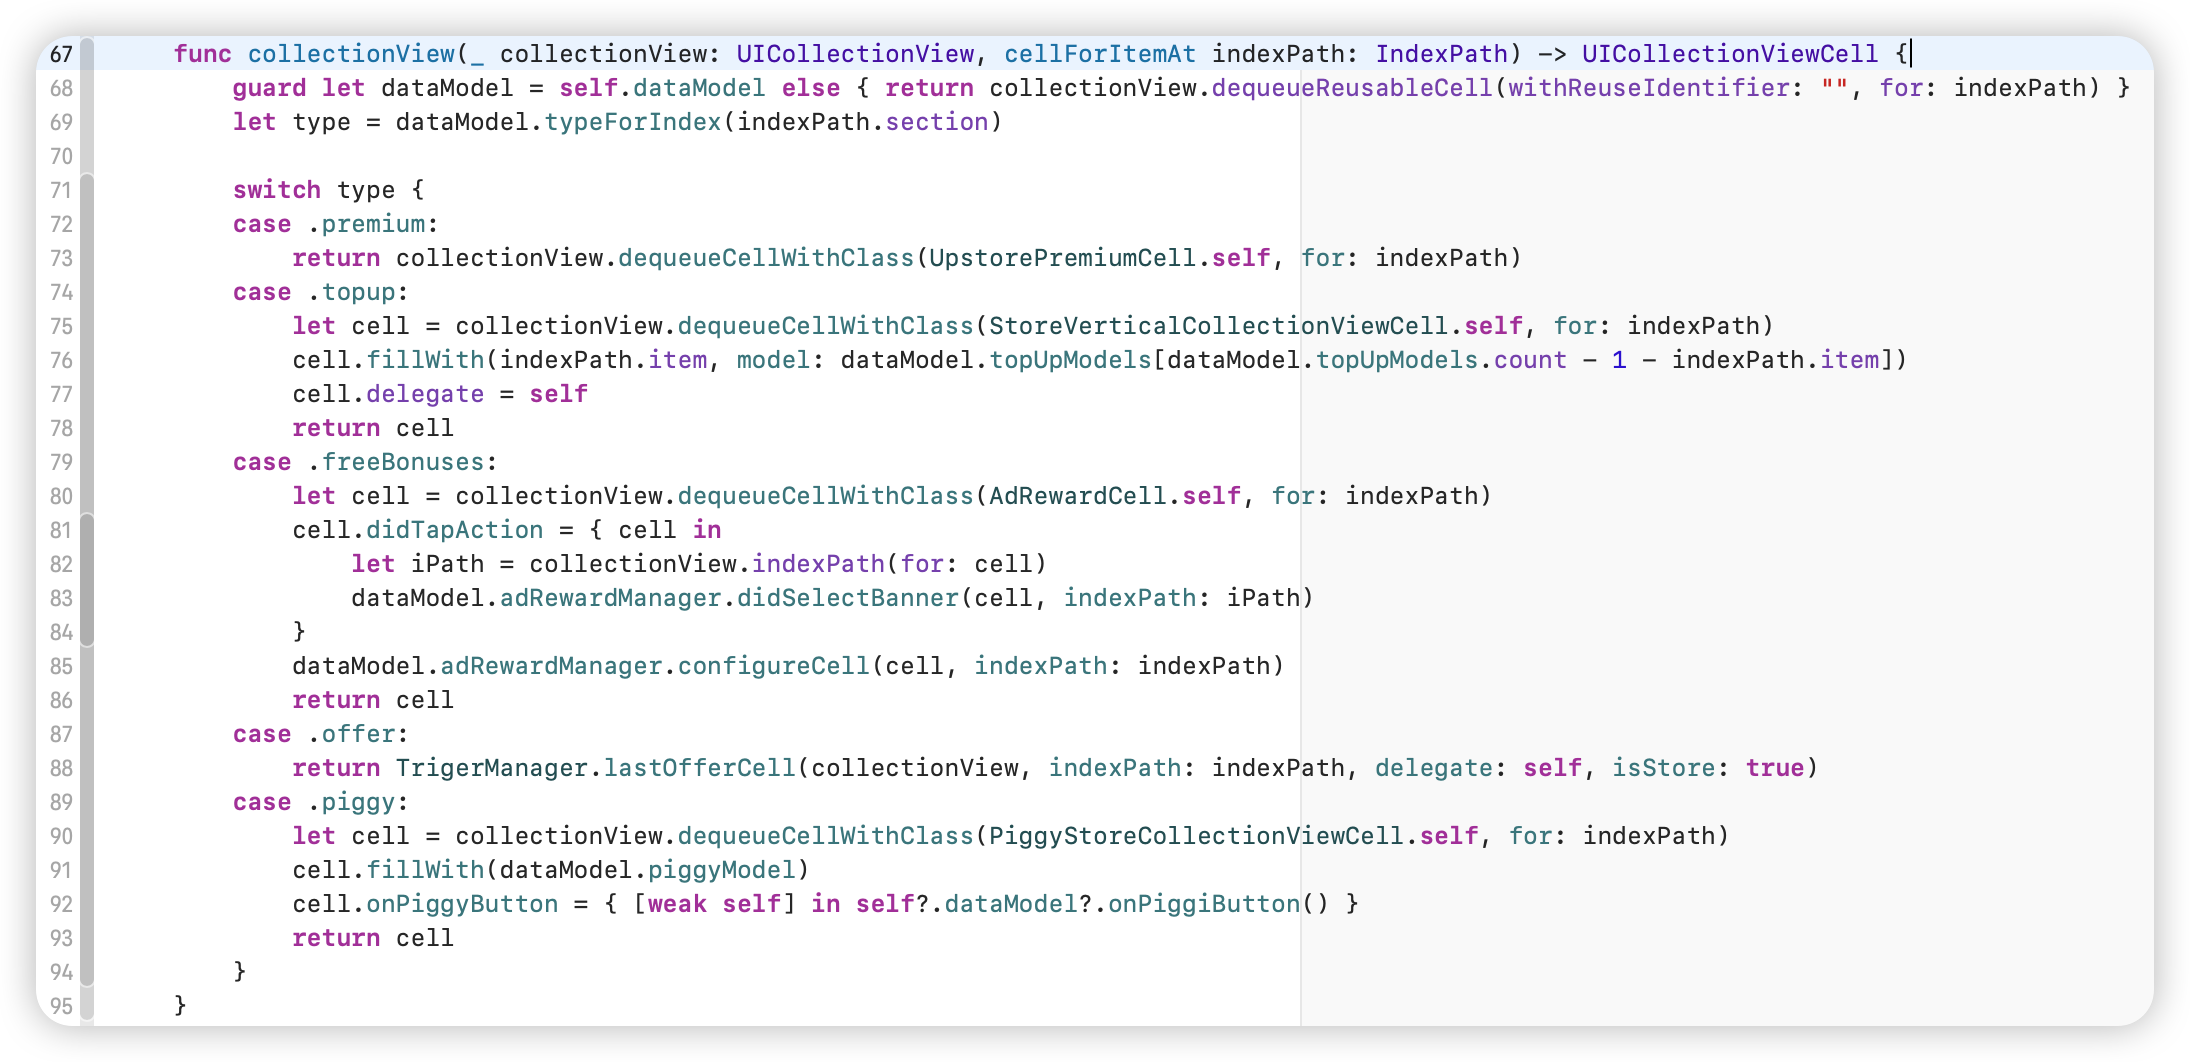 67 func collectionView(_ collectionView: UICollectionView, cellForItemAt indexPath: IndexPath) -> UICollectionViewCell {
68 guard let dataModel = self.dataModel else { return collectionView.dequeueReusableCell(withReuseIdentifier: "", for: indexPath) }
69 let type = dataModel.typeForIndex(indexPath.section)
70
71 switch type {
72 case .premium:
73 return collectionView.dequeueCellWithClass(UpstorePremiumCell.self, for: indexPath)
74 case .topup:
75 let cell = collectionView.dequeueCellWithClass(StoreVerticalCollectionViewCell.self, for: indexPath)
76 cell.fillWith(indexPath.item, model: dataModel.topUpModels[dataModel.topUpModels.count - 1 - indexPath.item])
77 cell.delegate = self
78 return cell
79 case .freeBonuses:
80 let cell = collectionView.dequeueCellWithClass(AdRewardCell.self, for: indexPath)
81 cell.didTapAction = { cell in
82 let iPath = collectionView.indexPath(for: cell)
83 dataModel.adRewardManager.didSelectBanner(cell, indexPath: iPath)
84 }
85 dataModel.adRewardManager.configureCell(cell, indexPath: indexPath)
86 return cell
87 case .offer:
88 return TrigerManager.lastOfferCell(collectionView, indexPath: indexPath, delegate: self, isStore: true)
89 case .piggy:
90 let cell = collectionView.dequeueCellWithClass(PiggyStoreCollectionViewCell.self, for: indexPath)
91 cell.fillWith(dataModel.piggyModel)
92 cell.onPiggyButton = { [weak self] in self?.dataModel?.onPiggiButton() }
93 return cell
94 }
95 }